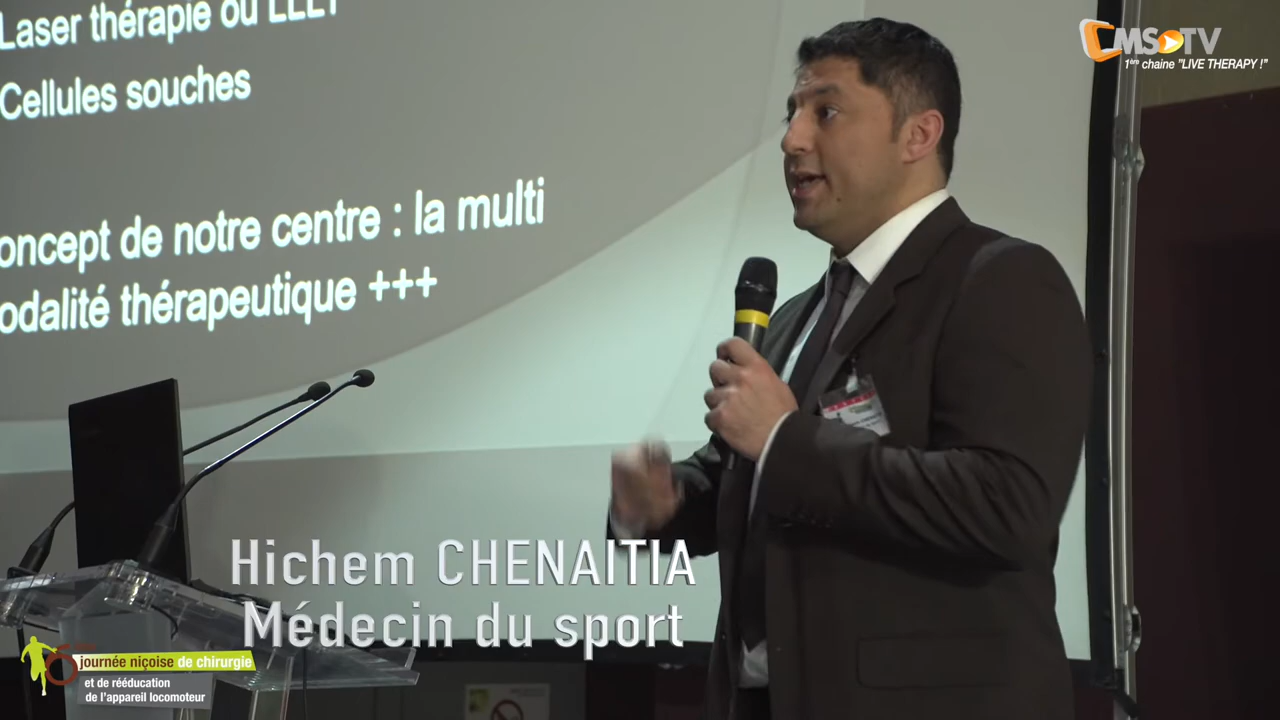 Laser thérapie ou LLLT
Cellules souches
oncept de notre centre : la multi
odalité thérapeutique +++
CMS TV
1ère chaine "LIVE THERAPY !"
Hichem CHENAITIA
Médecin du sport
journée niçoise de chirurgie
et de rééducation
de l'appareil locomoteur